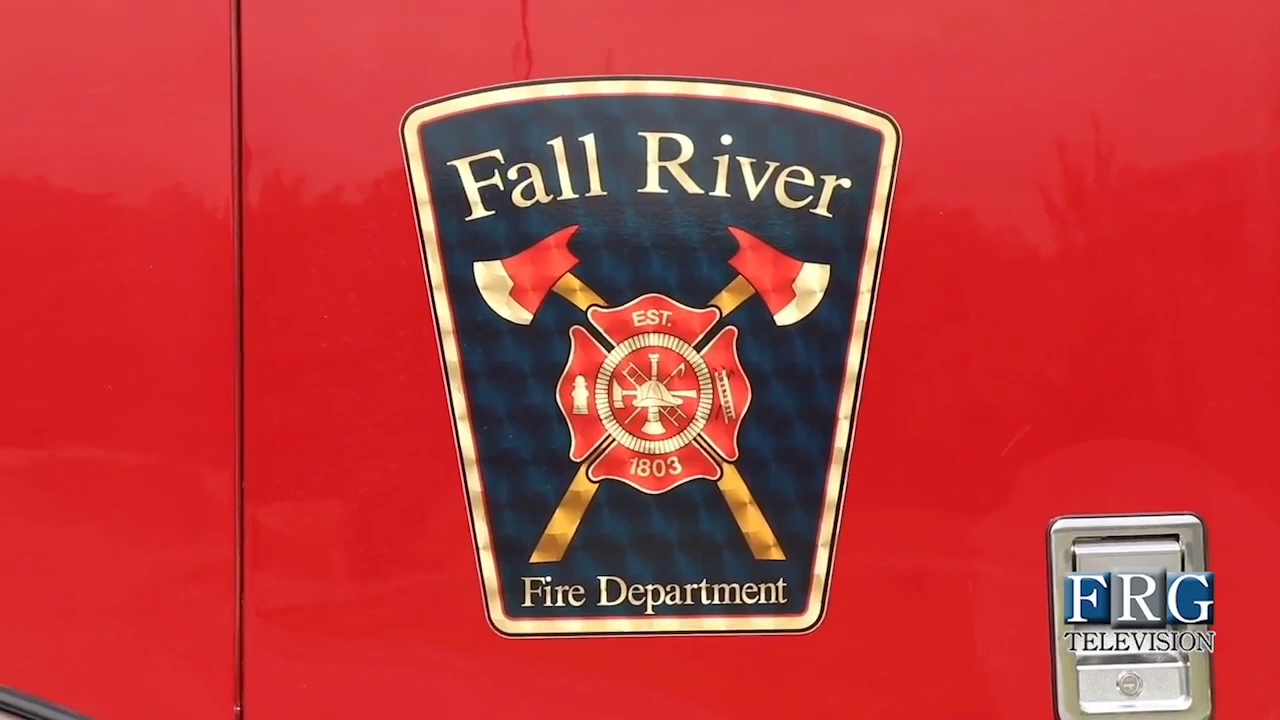 Fall River
EST.
1803
Fire Department
FRG
TELEVISION